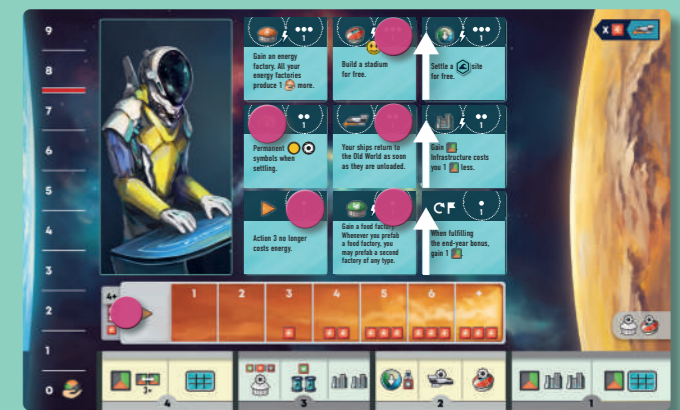 9
8
7
6
5
4
3
2
1
0
1
Gain an energy
factory. All your
energy factories
produce 1 more.
Build a stadium
for free.
1
Settle a site
for free.
X
1
Permanent
symbols when
settling.
Your ships return to
the Old World as soon
as they are unloaded.
1
Gain
Infrastructure costs
you 1 less.
Action 3 no longer
costs energy.
Gain a food factory.
Whenever you prefab
a food factory, you
may prefab a second
factory of any type.
1
When fulfilling
the end-year bonus,
gain 1 .
4+
1
2
3
4
5
6
+
4
3
2
1